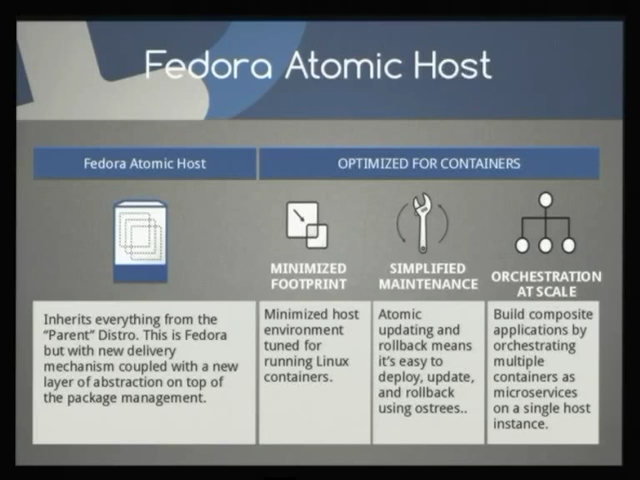 Fedora Atomic Host
Fedora Atomic Host
OPTIMIZED FOR CONTAINERS
MINIMIZED
FOOTPRINT
SIMPLIFIED
MAINTENANCE
ORCHESTRATION
AT SCALE
Inherits everything from the
“Parent” Distro. This is Fedora
but with new delivery
mechanism coupled with a new
layer of abstraction on top of
the package management.
Minimized host
environment
tuned for
running Linux
containers.
Atomic
updating and
rollback means
it’s easy to
deploy, update,
and rollback
using ostrees..
Build composite
applications by
orchestrating
multiple
containers as
microservices
on a single host
instance.